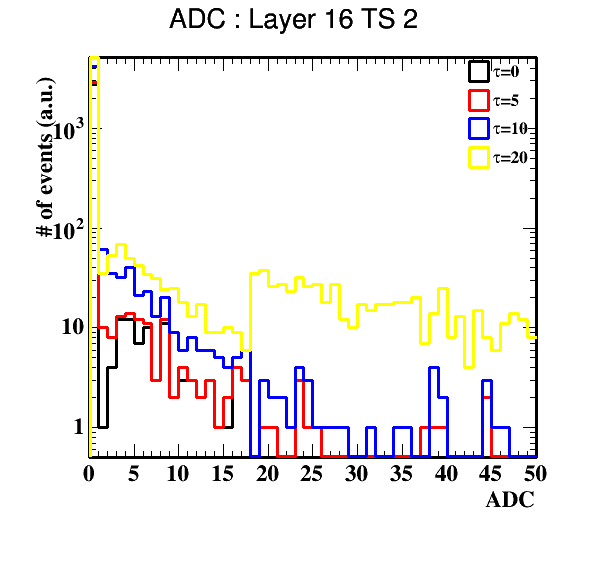 ADC : Layer 16 TS 2
# of events (a.u.)
10³
10²
10
1
τ=0
τ=5
τ=10
τ=20
0 5 10 15 20 25 30 35 40 45 50
ADC